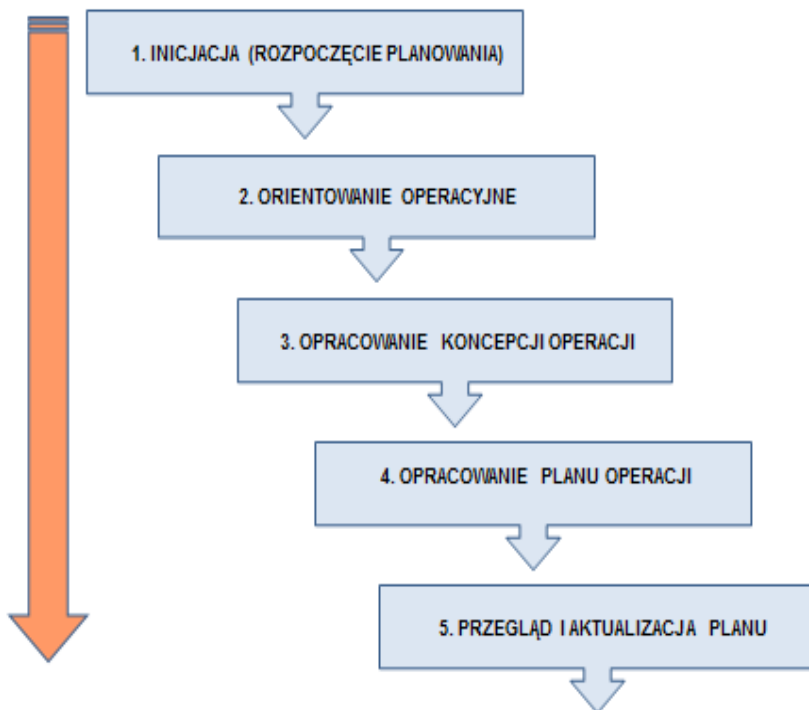 1. INICJACJA (ROZPOCZĘCIE PLANOWANIA)
2. ORIENTOWANIE OPERACYJNE
3. OPRACOWANIE KONCEPCJI OPERACJI
4. OPRACOWANIE PLANU OPERACJI
5. PRZEGLĄD I AKTUALIZACJA PLANU